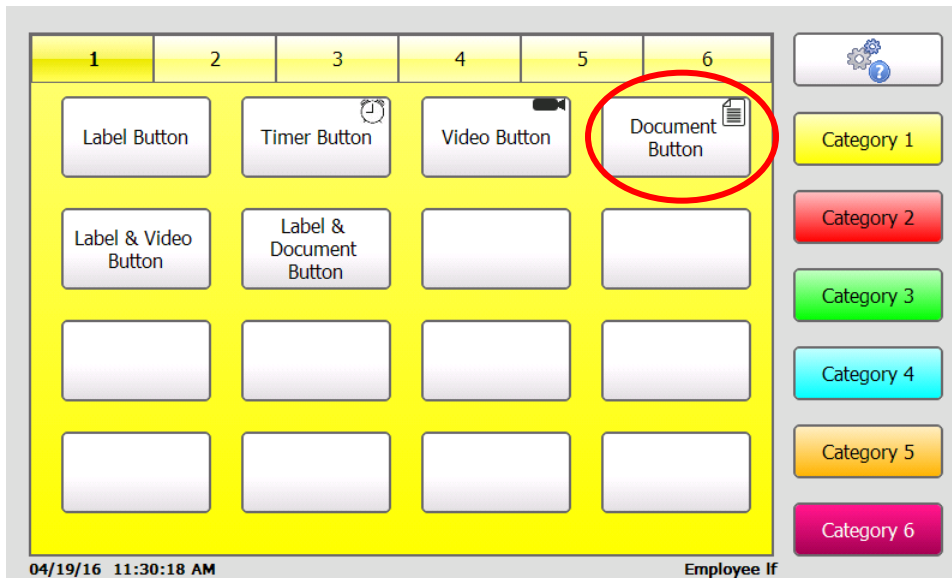 1 2 3 4 5 6
?
Label Button
Timer Button
Video Button
Document
Button
Label & Video
Button
Label &
Document
Button
Category 1
Category 2
Category 3
Category 4
Category 5
Category 6
04/19/16 11:30:18 AM
Employee If